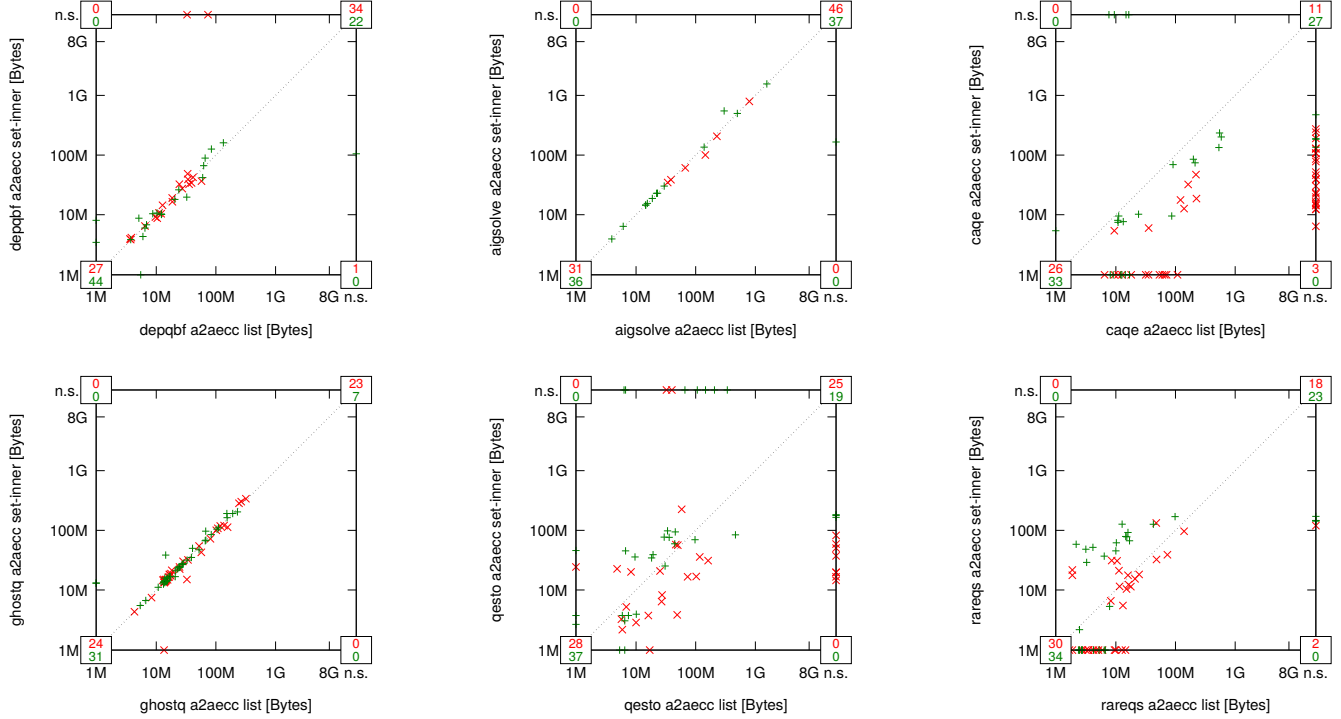 0
0
34
22
n.s.
8G
1G
100M
10M
1M
27
44
1
0
1M 10M 100M 1G 8G n.s.
depqbf a2aecc set-inner [Bytes]
depqbf a2aecc list [Bytes]
0
0
46
37
n.s.
8G
1G
100M
10M
1M
31
36
0
0
1M 10M 100M 1G 8G n.s.
aigsolve a2aecc set-inner [Bytes]
aigsolve a2aecc list [Bytes]
0
0
11
27
n.s.
8G
1G
100M
10M
1M
26
33
3
0
1M 10M 100M 1G 8G n.s.
caqe a2aecc set-inner [Bytes]
caqe a2aecc list [Bytes]
0
0
23
7
n.s.
8G
1G
100M
10M
1M
24
31
0
0
1M 10M 100M 1G 8G n.s.
ghostq a2aecc set-inner [Bytes]
ghostq a2aecc list [Bytes]
0
0
25
19
n.s.
8G
1G
100M
10M
1M
28
37
0
0
1M 10M 100M 1G 8G n.s.
qesto a2aecc set-inner [Bytes]
qesto a2aecc list [Bytes]
0
0
18
23
n.s.
8G
1G
100M
10M
1M
30
34
2
0
1M 10M 100M 1G 8G n.s.
rareqs a2aecc set-inner [Bytes]
rareqs a2aecc list [Bytes]